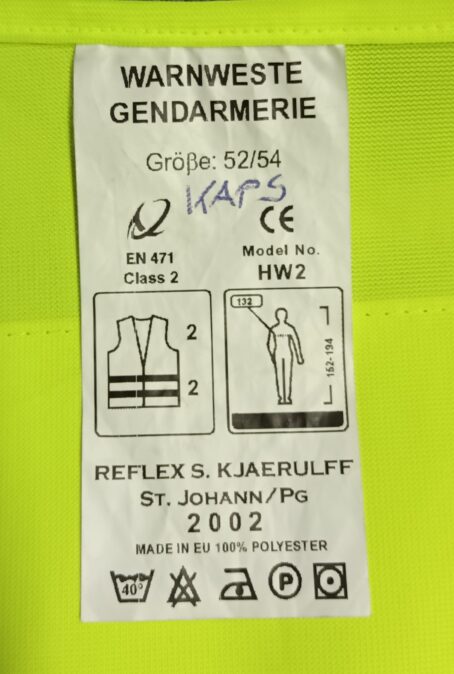 WARNWESTE
GENDARMERIE
Größe: 52/54
KAPS
CE
EN 471
Class 2
Model No.
HW2
2
2
132
152-194
REFLEX S. KJAERULFF
ST. JOHANN/PG
2002
MADE IN EU 100% POLYESTER
40°
P